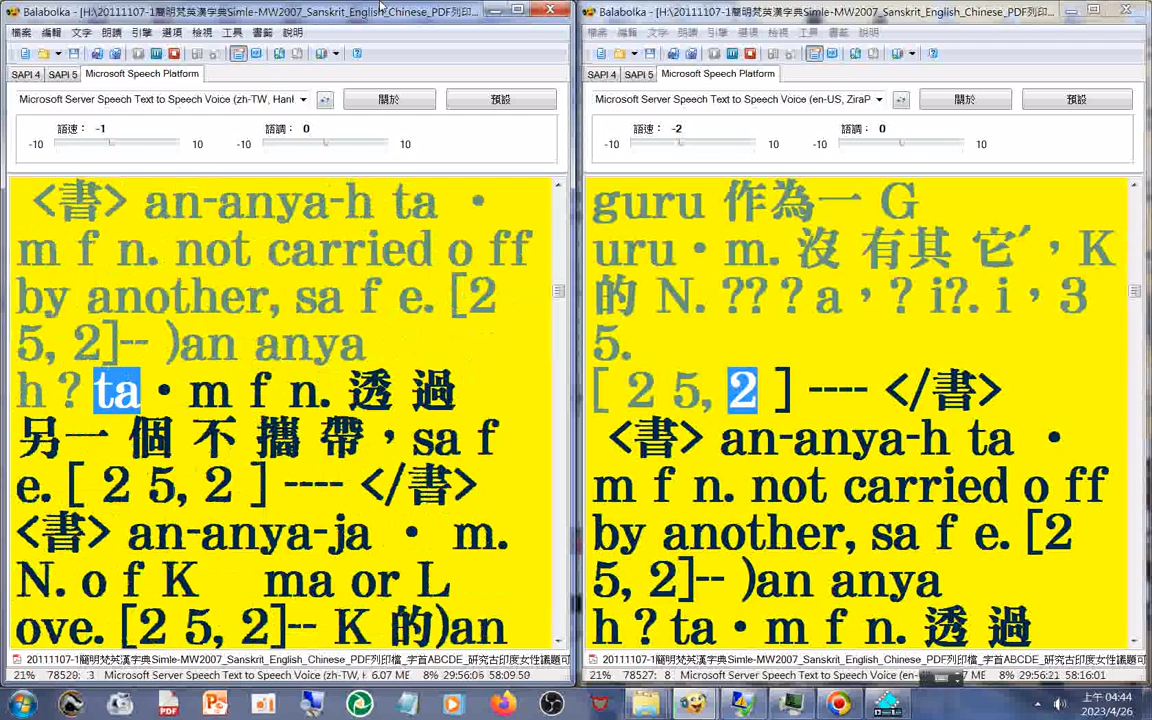 Balabolka - [H:\20111107-1簡明梵英漢字典Simle-MW2007_Sanskrit_English_Chinese_PDF列印...
檔案 編輯 文字 朗讀 引擎 選項 檢視 工具 書籤 說明
SAPI 4 SAPI 5 Microsoft Speech Platform
Microsoft Server Speech Text to Speech Voice (zh-TW, Hanl 關於 預設
語速： -1 語調： 0
-10 10 -10 10
<書> an-anya-h ta •
m f n. not carried o ff
by another, sa f e. [2
5, 2]-- )an anya
h ? ta • m f n. 透 過
另一 個 不 攜 帶，sa f
e. [ 2 5, 2 ] ---- </書>
<書> an-anya-ja • m.
N. o f K ma or L
ove. [2 5, 2]-- K 的)an
20111107-1簡明梵英漢字典Simle-MW2007_Sanskrit_English_Chinese_PDF列印檔_字首ABCDE_研究古印度女性議題可
21% 78528: 3 Microsoft Server Speech Text to Speech Voice (zh-TW, H 6.07 MB 8% 29:56:06 58:09:50
Balabolka - [H:\20111107-1簡明梵英漢字典Simle-MW2007_Sanskrit_English_Chinese_PDF列印...
檔案 編輯 文字 朗讀 引擎 選項 檢視 工具 書籤 說明
SAPI 4 SAPI 5 Microsoft Speech Platform
Microsoft Server Speech Text to Speech Voice (en-US, ZiraP 關於 預設
語速： -2 語調： 0
-10 10 -10 10
guru 作為一 G
uru • m. 沒 有其 它ˊ，K
的 N. ?? ? a，? i?. i，3
5.
[ 2 5, 2 ] ---- </書>
<書> an-anya-h ta •
m f n. not carried o ff
by another, sa f e. [2
5, 2]-- )an anya
h ? ta • m f n. 透 過
20111107-1簡明梵英漢字典Simle-MW2007_Sanskrit_English_Chinese_PDF列印檔_字首ABCDE_研究古印度女性議題可
21% 78527: 8 Microsoft Server Speech Text to Speech Voice (en-US, 8% 29:56:21 58:16:01
上午 04:44
2023/4/26